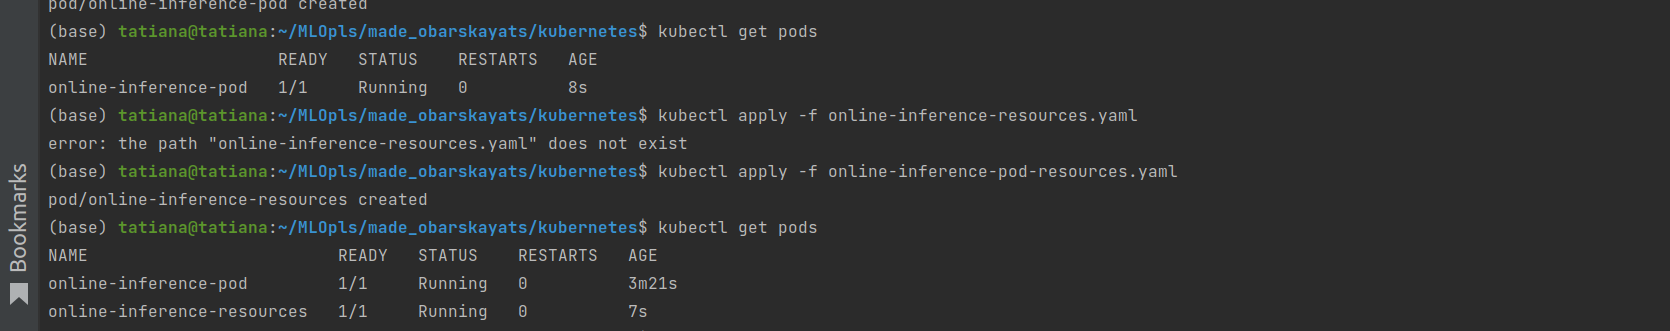 pod/online-inference-pod created
(base) tatiana@tatiana:~/MLOpls/made_obarskayats/kubernetes$ kubectl get pods
NAME                   READY   STATUS    RESTARTS   AGE
online-inference-pod   1/1     Running   0          8s
(base) tatiana@tatiana:~/MLOpls/made_obarskayats/kubernetes$ kubectl apply -f online-inference-resources.yaml
error: the path "online-inference-resources.yaml" does not exist
(base) tatiana@tatiana:~/MLOpls/made_obarskayats/kubernetes$ kubectl apply -f online-inference-pod-resources.yaml
pod/online-inference-resources created
(base) tatiana@tatiana:~/MLOpls/made_obarskayats/kubernetes$ kubectl get pods
NAME                         READY   STATUS    RESTARTS   AGE
online-inference-pod         1/1     Running   0          3m21s
online-inference-resources   1/1     Running   0          7s
Bookmarks